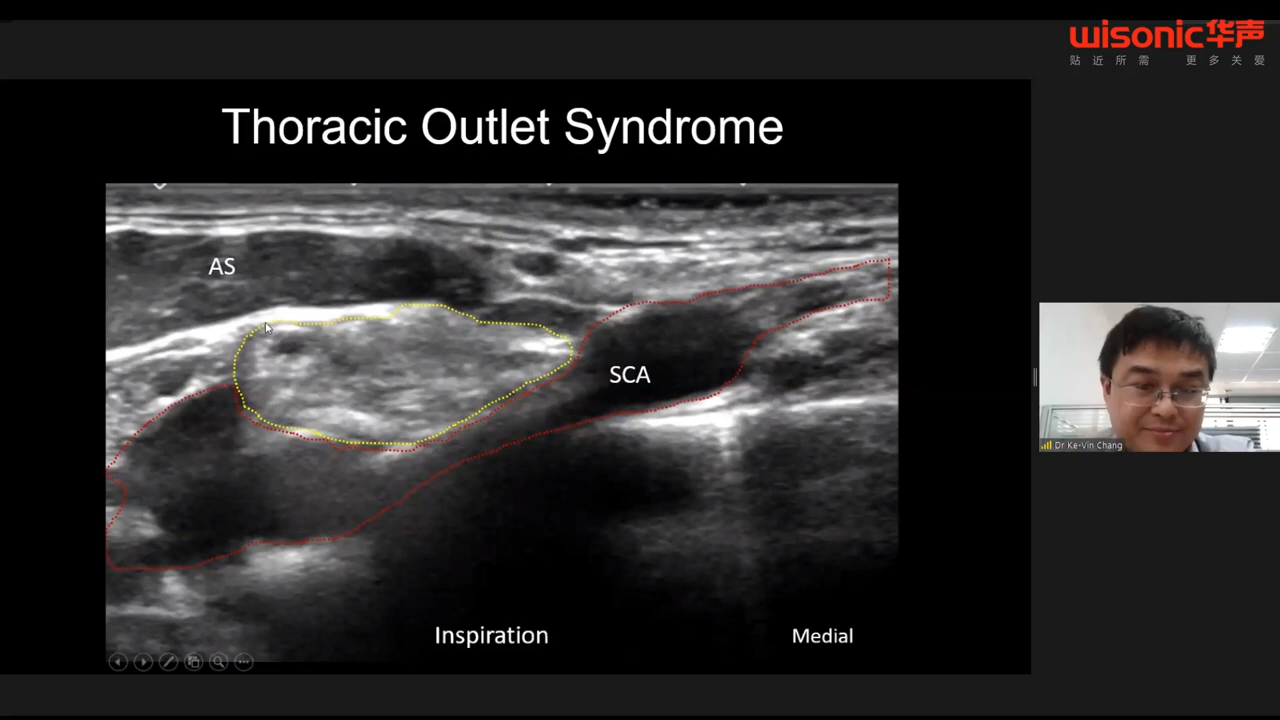 wisonic华声
贴近所需 更多关爱
Thoracic Outlet Syndrome
AS
SCA
Dr Ke-Vin Chang
Inspiration
Medial